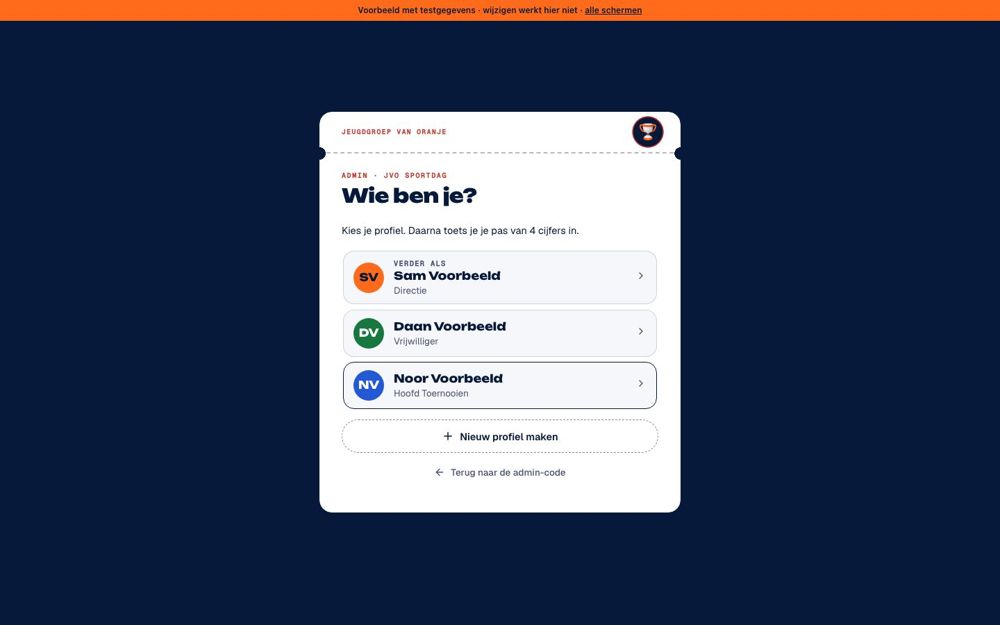 Voorbeeld met testgegevens · wijzigen werkt hier niet · alle schermen
JEUGDGROEP VAN ORANJE
ADMIN · JVO SPORTDAG
Wie ben je?
Kies je profiel. Daarna toets je je pas van 4 cijfers in.
SV
VERDER ALS
Sam Voorbeeld
Directie
DV
Daan Voorbeeld
Vrijwilliger
NV
Noor Voorbeeld
Hoofd Toernooien
Nieuw profiel maken
Terug naar de admin-code